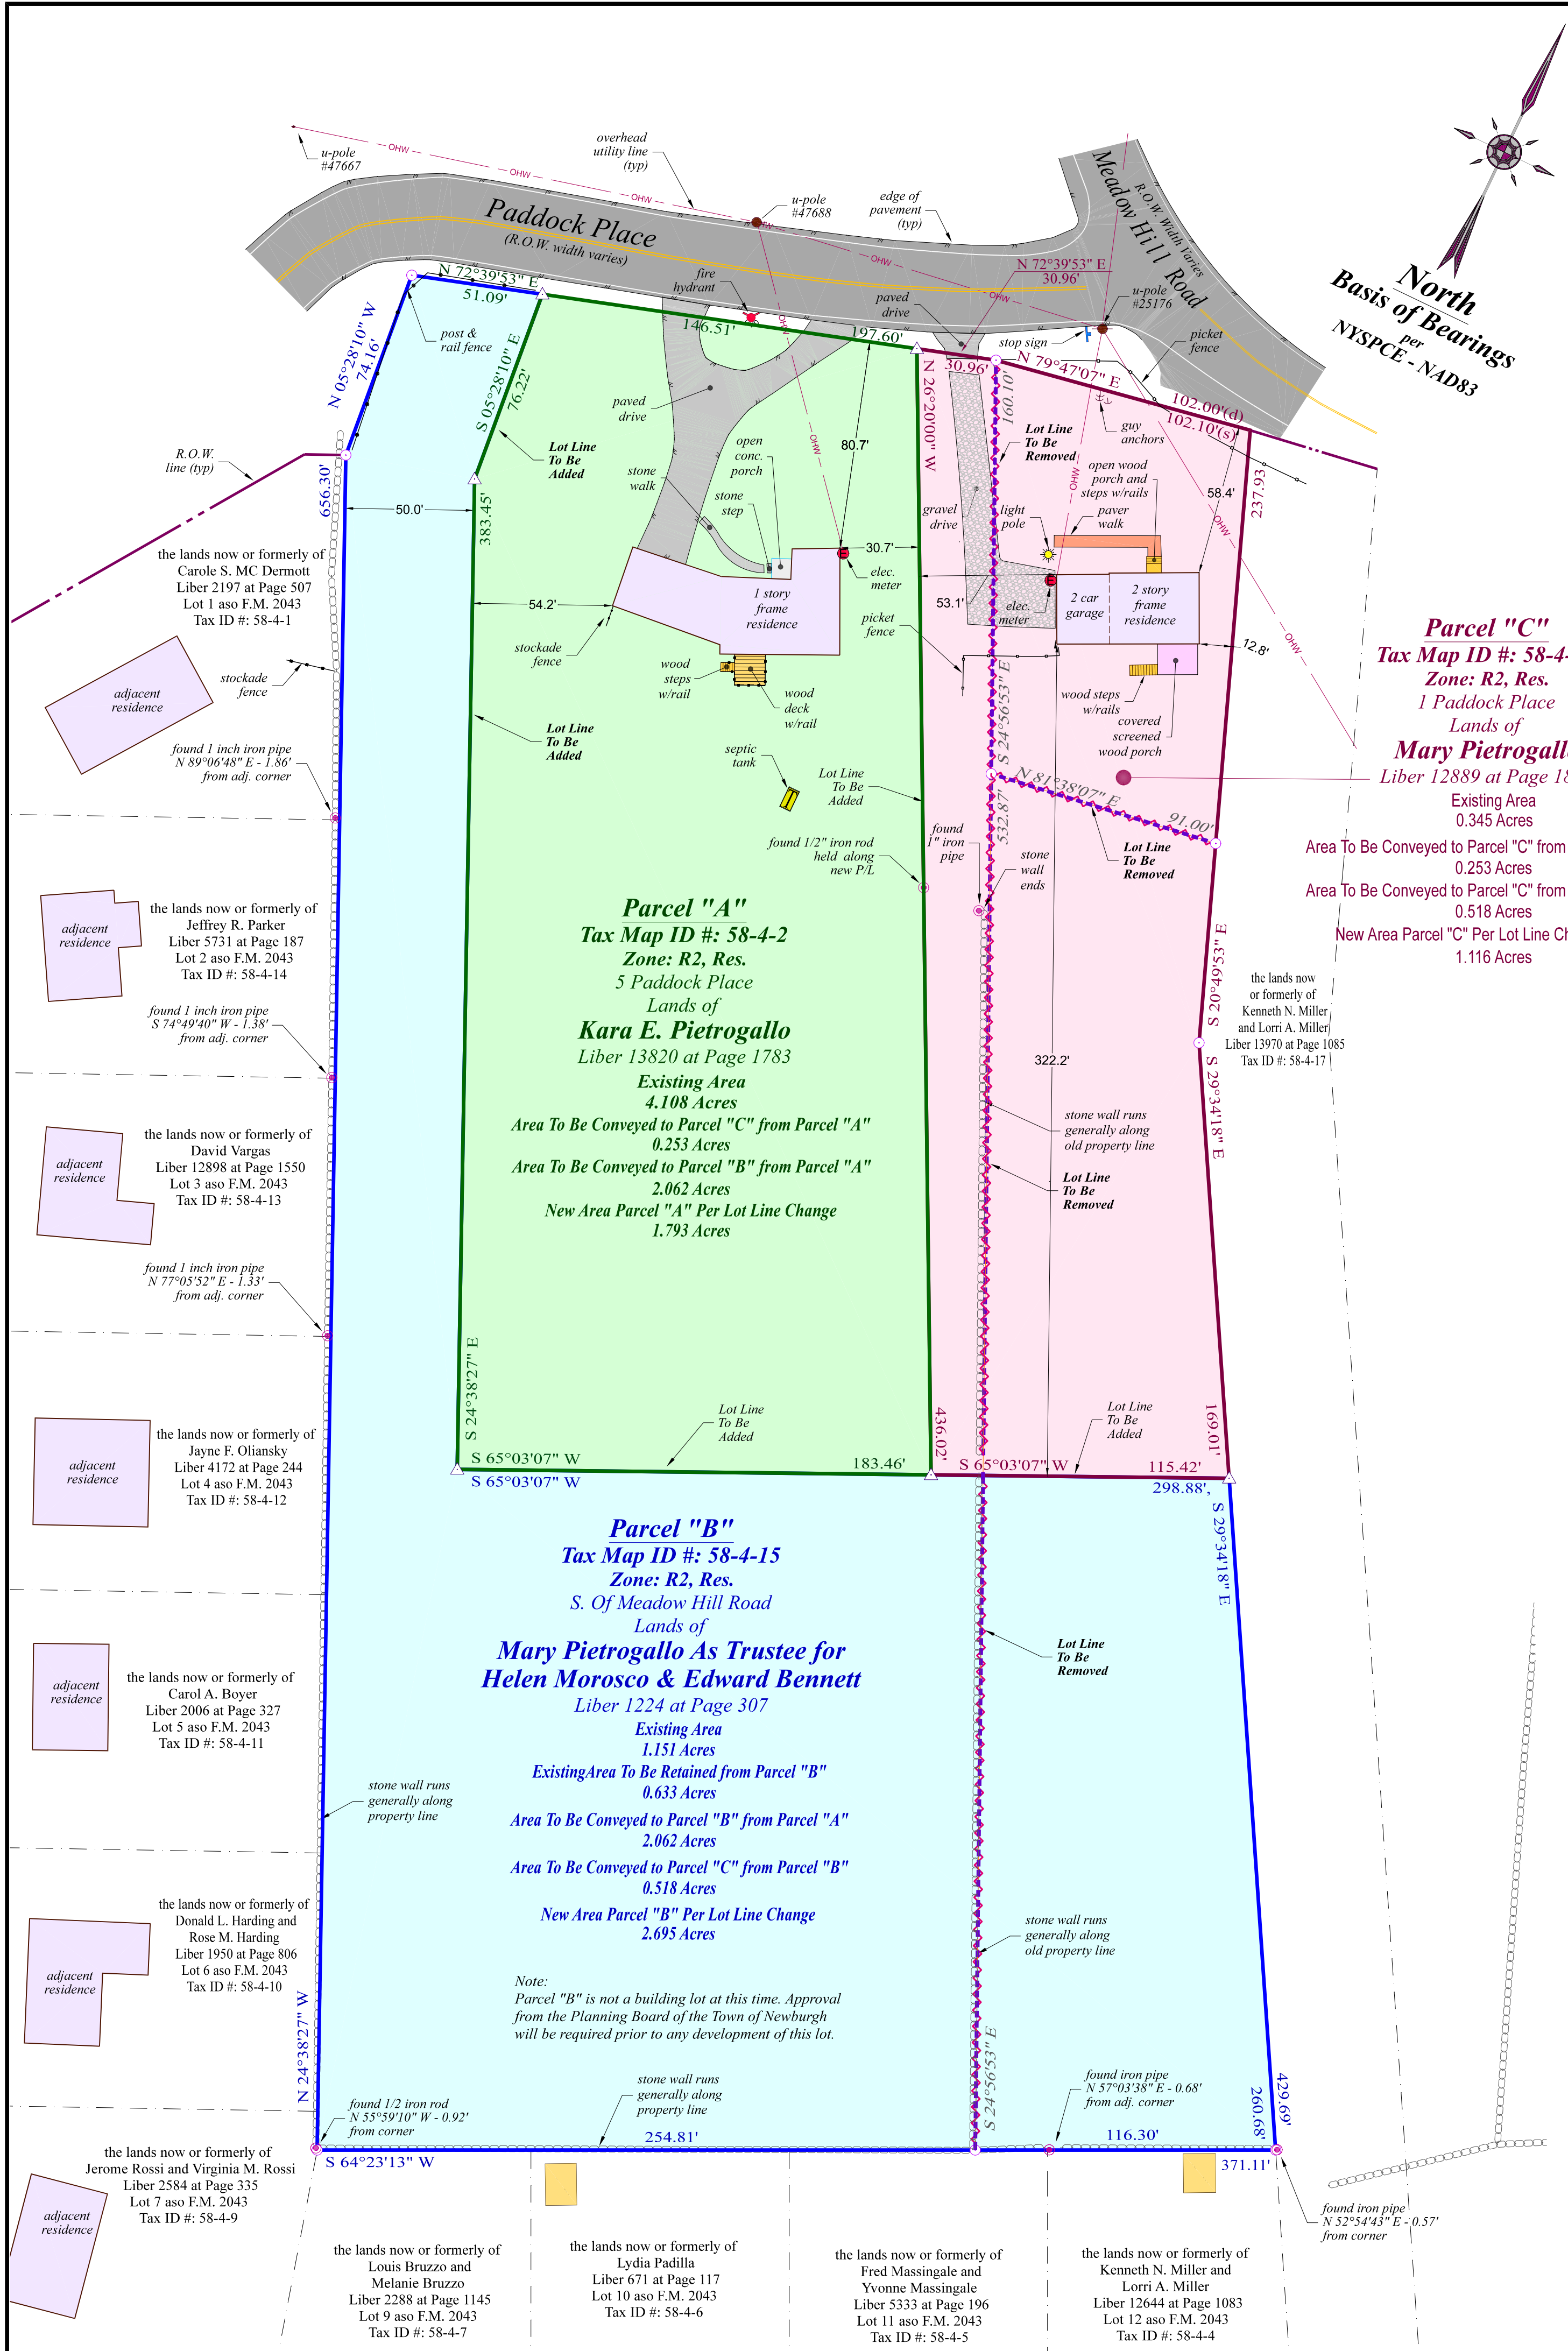 u-pole
#47667
overhead
utility line
(typ)
OHW
OHW
OHW
u-pole
#47688
edge of
pavement
(typ)
Paddock Place
(R.O.W. width varies)
Meadow Hill Road
R.O.W. Width Varies
North
Basis of Bearings
per
NYSPCE - NAD83
OHW
OHW
fire
hydrant
paved
drive
N 72°39'53" E
30.96'
u-pole
#25176
stop sign
picket
fence
N 72°39'53" E
51.09'
146.51'
197.60'
30.96'
N 79°47'07" E
102.00'(d)
102.10'(s)
N 05°28'10" W
74.16'
post &
rail fence
S 05°28'10" E
76.22'
N 26°20'00" W
160.10'
guy
anchors
OHW
OHW
OHW
OHW
R.O.W.
line (typ)
656.30'
50.0'
383.45'
Lot Line
To Be
Added
paved
drive
open
conc.
porch
stone
walk
stone
step
80.7'
Lot Line
To Be
Removed
open wood
porch and
steps w/rails
58.4'
237.93
gravel
drive
light
pole
paver
walk
the lands now or formerly of
Carole S. MC Dermott
Liber 2197 at Page 507
Lot 1 aso F.M. 2043
Tax ID #: 58-4-1
54.2'
30.7'
elec.
meter
1 story
frame
residence
53.1'
elec.
meter
2 car
garage
2 story
frame
residence
picket
fence
12.8'
stockade
fence
stockade
fence
wood
steps
w/rail
wood
deck
w/rail
wood steps
w/rails
covered
screened
wood porch
adjacent
residence
Lot Line
To Be
Added
septic
tank
Lot Line
To Be
Added
S 24°56'53" E
532.87'
N 81°38'07" E
91.00'
Lot Line
To Be
Removed
found 1 inch iron pipe
N 89°06'48" E - 1.86'
from adj. corner
found 1/2" iron rod
held along
new P/L
found
1" iron
pipe
stone
wall
ends
Parcel "C"
Tax Map ID #: 58-4-
Zone: R2, Res.
1 Paddock Place
Lands of
Mary Pietrogall
Liber 12889 at Page 18
Existing Area
0.345 Acres
Area To Be Conveyed to Parcel "C" from
0.253 Acres
Area To Be Conveyed to Parcel "C" from
0.518 Acres
New Area Parcel "C" Per Lot Line Ch
1.116 Acres
adjacent
residence
the lands now or formerly of
Jeffrey R. Parker
Liber 5731 at Page 187
Lot 2 aso F.M. 2043
Tax ID #: 58-4-14
Parcel "A"
Tax Map ID #: 58-4-2
Zone: R2, Res.
5 Paddock Place
Lands of
Kara E. Pietrogallo
Liber 13820 at Page 1783
Existing Area
4.108 Acres
Area To Be Conveyed to Parcel "C" from Parcel "A"
0.253 Acres
Area To Be Conveyed to Parcel "B" from Parcel "A"
2.062 Acres
New Area Parcel "A" Per Lot Line Change
1.793 Acres
S 20°49'53" E
the lands now
or formerly of
Kenneth N. Miller
and Lorri A. Miller
Liber 13970 at Page 1085
Tax ID #: 58-4-17
S 29°34'18" E
found 1 inch iron pipe
S 74°49'40" W - 1.38'
from adj. corner
322.2'
stone wall runs
generally along
old property line
Lot Line
To Be
Removed
adjacent
residence
the lands now or formerly of
David Vargas
Liber 12898 at Page 1550
Lot 3 aso F.M. 2043
Tax ID #: 58-4-13
found 1 inch iron pipe
N 77°05'52" E - 1.33'
from adj. corner
S 24°38'27" E
Lot Line
To Be
Added
436.02'
Lot Line
To Be
Added
169.01'
adjacent
residence
the lands now or formerly of
Jayne F. Oliansky
Liber 4172 at Page 244
Lot 4 aso F.M. 2043
Tax ID #: 58-4-12
S 65°03'07" W
183.46'
S 65°03'07" W
115.42'
S 65°03'07" W
298.88',
S 29°34'18" E
Parcel "B"
Tax Map ID #: 58-4-15
Zone: R2, Res.
S. Of Meadow Hill Road
Lands of
Mary Pietrogallo As Trustee for
Helen Morosco & Edward Bennett
Liber 1224 at Page 307
Existing Area
1.151 Acres
ExistingArea To Be Retained from Parcel "B"
0.633 Acres
Area To Be Conveyed to Parcel "B" from Parcel "A"
2.062 Acres
Area To Be Conveyed to Parcel "C" from Parcel "B"
0.518 Acres
New Area Parcel "B" Per Lot Line Change
2.695 Acres
Lot Line
To Be
Removed
adjacent
residence
the lands now or formerly of
Carol A. Boyer
Liber 2006 at Page 327
Lot 5 aso F.M. 2043
Tax ID #: 58-4-11
stone wall runs
generally along
property line
adjacent
residence
the lands now or formerly of
Donald L. Harding and
Rose M. Harding
Liber 1950 at Page 806
Lot 6 aso F.M. 2043
Tax ID #: 58-4-10
stone wall runs
generally along
old property line
Note:
Parcel "B" is not a building lot at this time. Approval
from the Planning Board of the Town of Newburgh
will be required prior to any development of this lot.
N 24°38'27" W
found 1/2 iron rod
N 55°59'10" W - 0.92'
from corner
stone wall runs
generally along
property line
S 24°56'53" E
found iron pipe
N 57°03'38" E - 0.68'
from adj. corner
260.68'
429.69'
254.81'
116.30'
S 64°23'13" W
371.11'
the lands now or formerly of
Jerome Rossi and Virginia M. Rossi
Liber 2584 at Page 335
Lot 7 aso F.M. 2043
Tax ID #: 58-4-9
adjacent
residence
found iron pipe
N 52°54'43" E - 0.57'
from corner
the lands now or formerly of
Louis Bruzzo and
Melanie Bruzzo
Liber 2288 at Page 1145
Lot 9 aso F.M. 2043
Tax ID #: 58-4-7
the lands now or formerly of
Lydia Padilla
Liber 671 at Page 117
Lot 10 aso F.M. 2043
Tax ID #: 58-4-6
the lands now or formerly of
Fred Massingale and
Yvonne Massingale
Liber 5333 at Page 196
Lot 11 aso F.M. 2043
Tax ID #: 58-4-5
the lands now or formerly of
Kenneth N. Miller and
Lorri A. Miller
Liber 12644 at Page 1083
Lot 12 aso F.M. 2043
Tax ID #: 58-4-4